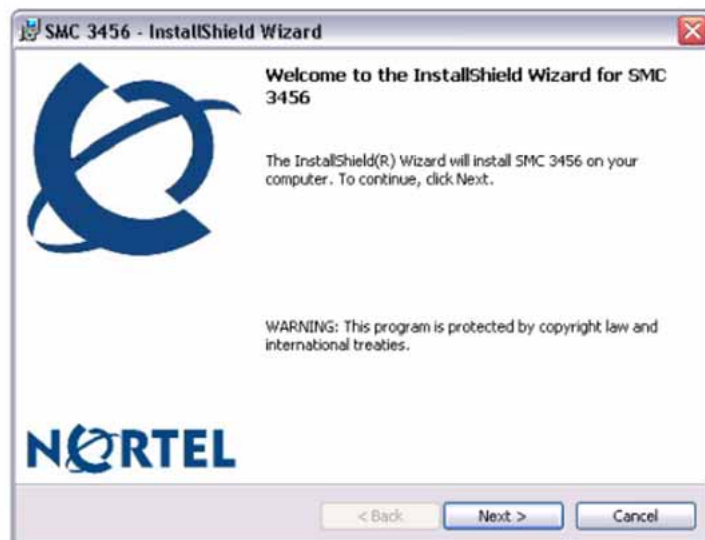 SMC 3456 - InstallShield Wizard
Welcome to the InstallShield Wizard for SMC
3456
The InstallShield(R) Wizard will install SMC 3456 on your
computer. To continue, click Next.
WARNING: This program is protected by copyright law and
international treaties.
NORTEL
< Back
Next >
Cancel